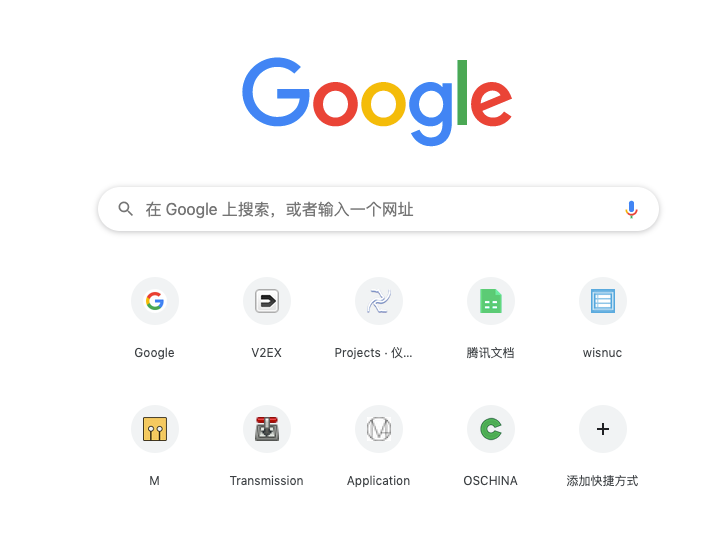 Google
在 Google 上搜索，或者输入一个网址
Google
V2EX
Projects · 仪...
腾讯文档
wisnuc
M
Transmission
Application
OSCHINA
添加快捷方式